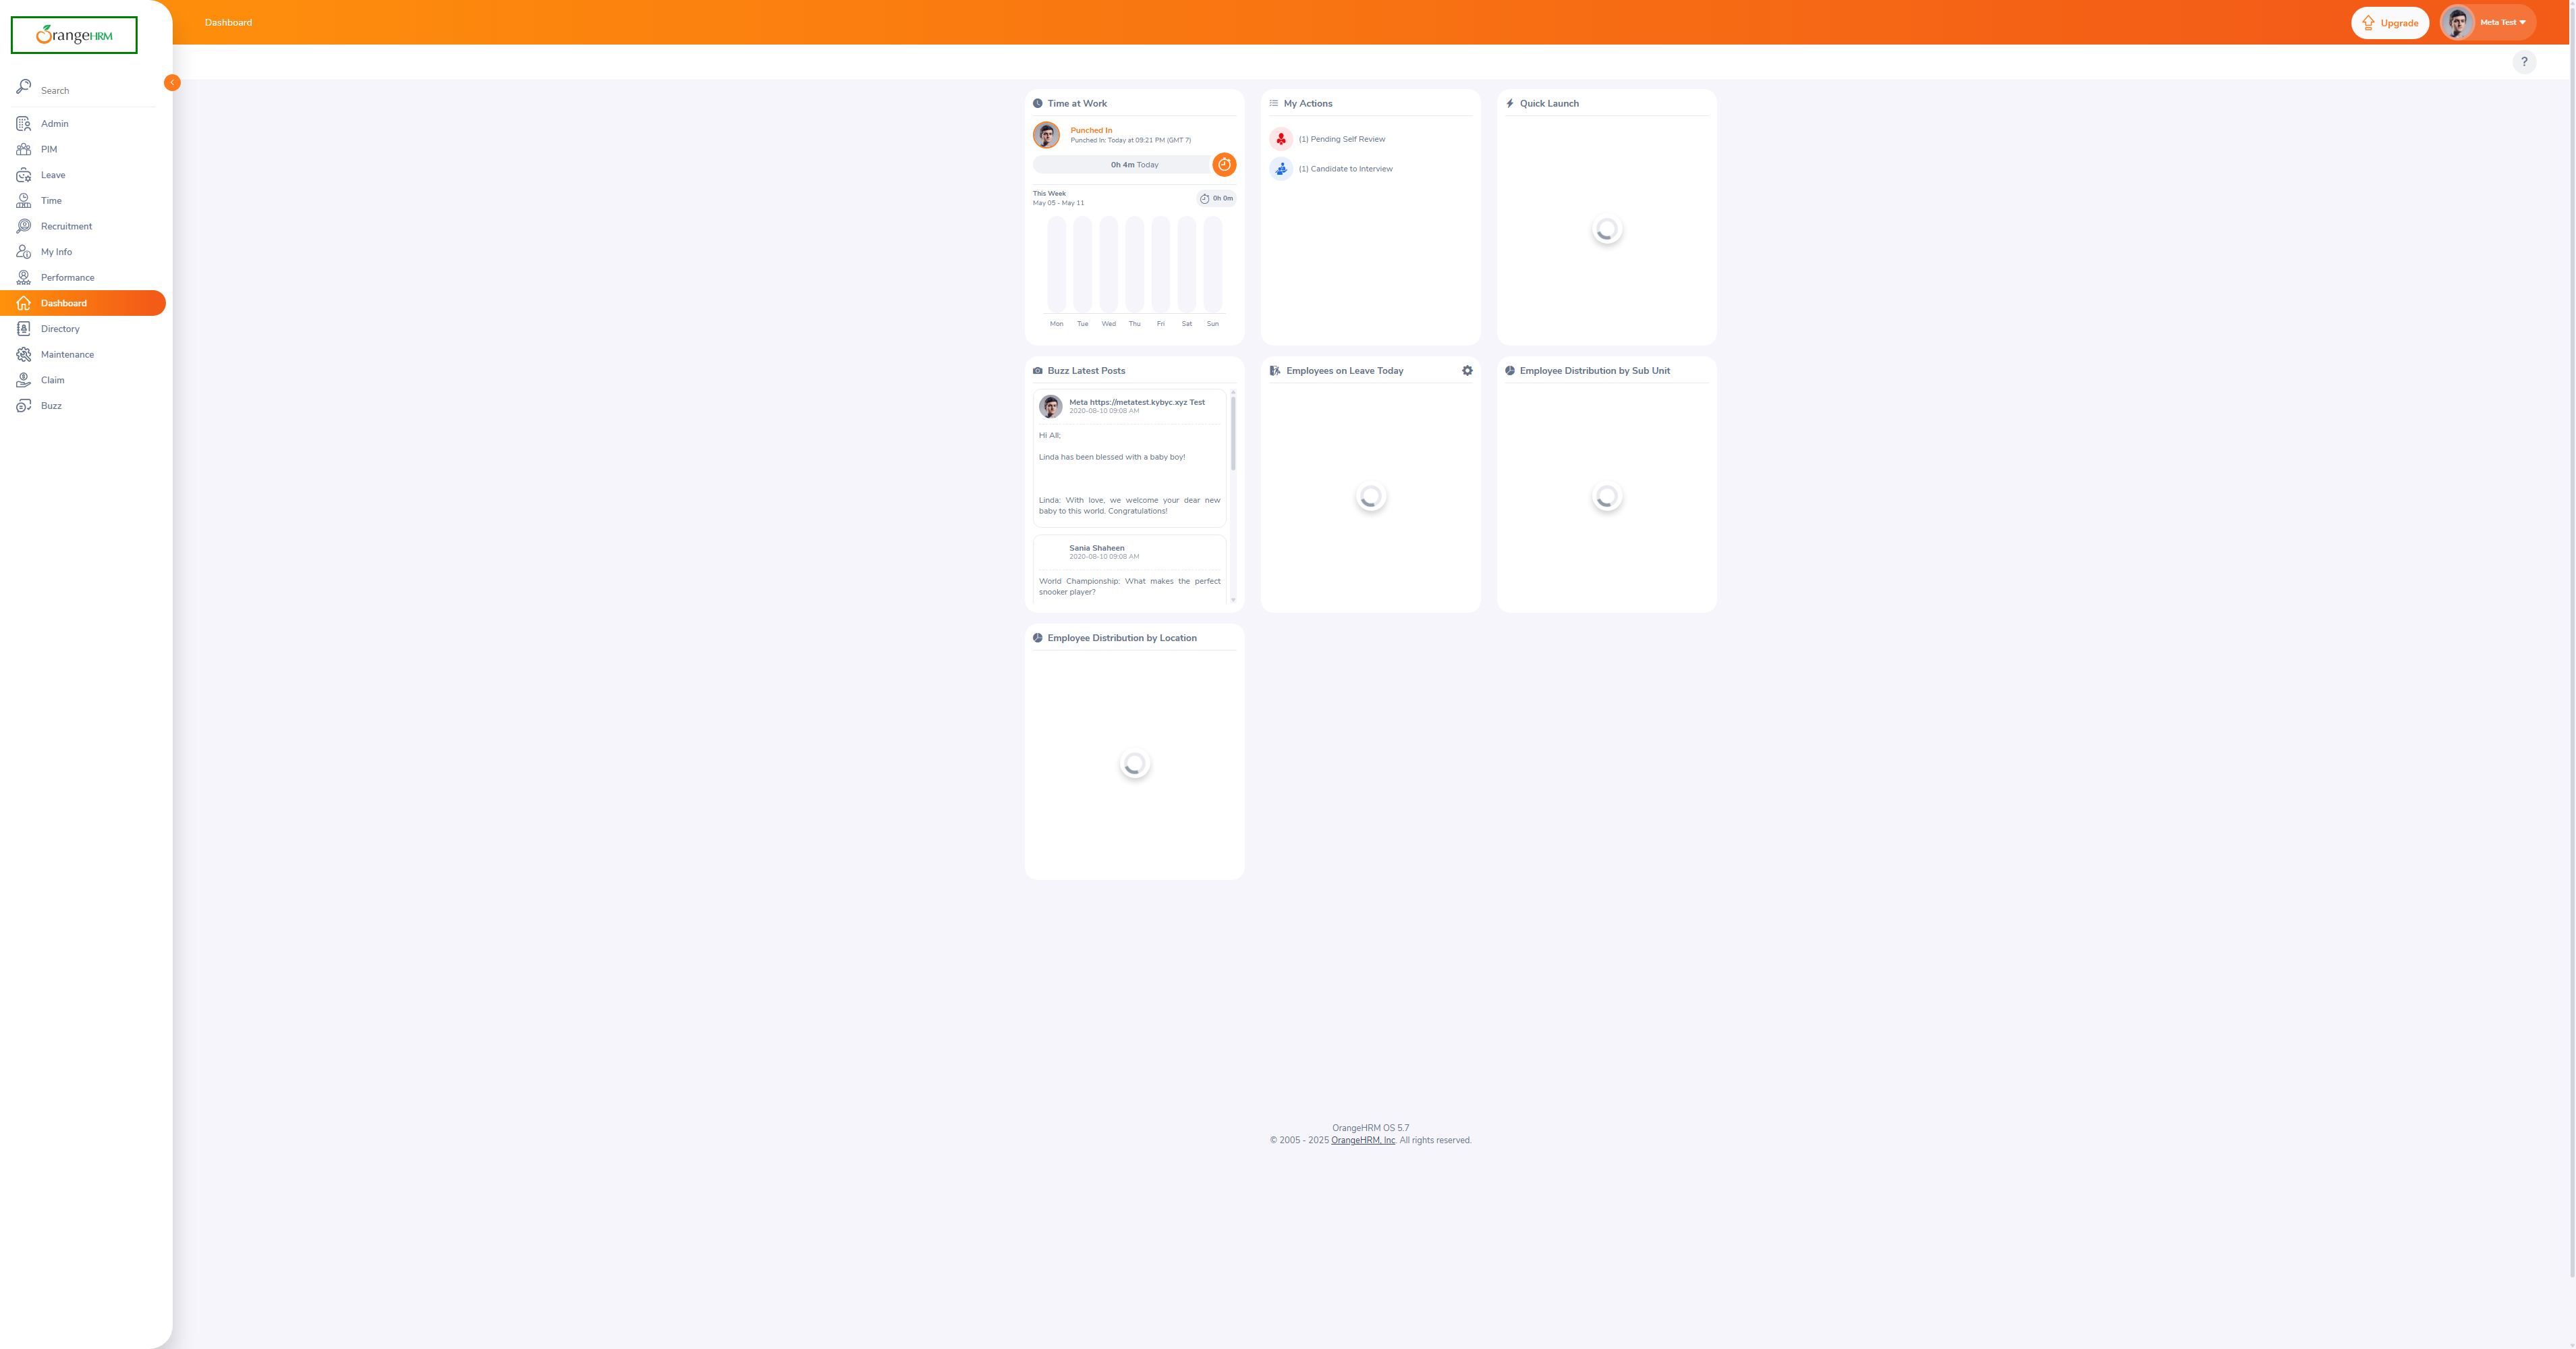 OrangeHRM
Dashboard
Upgrade
Meta Test
?
Search
Admin
PIM
Leave
Time
Recruitment
My Info
Performance
Dashboard
Directory
Maintenance
Claim
Buzz
Time at Work
Punched In
Punched In: Today at 09:21 PM (GMT 7)
0h 4m Today
This Week
May 05 - May 11
0h 0m
Mon Tue Wed Thu Fri Sat Sun
My Actions
(1) Pending Self Review
(1) Candidate to Interview
Quick Launch
Buzz Latest Posts
Meta https://metatest.kybyc.xyz Test
2020-08-10 09:08 AM
Hi All;
Linda has been blessed with a baby boy!
Linda: With love, we welcome your dear new
baby to this world. Congratulations!
Sania Shaheen
2020-08-10 09:08 AM
World Championship: What makes the perfect
snooker player?
Employees on Leave Today
Employee Distribution by Sub Unit
Employee Distribution by Location
OrangeHRM OS 5.7
© 2005 - 2025 OrangeHRM, Inc. All rights reserved.